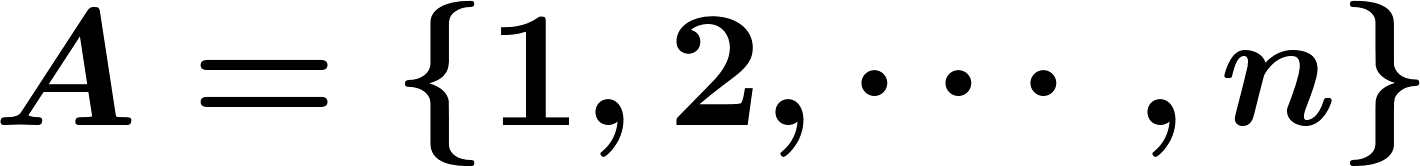 A = {1, 2, ··· , n}